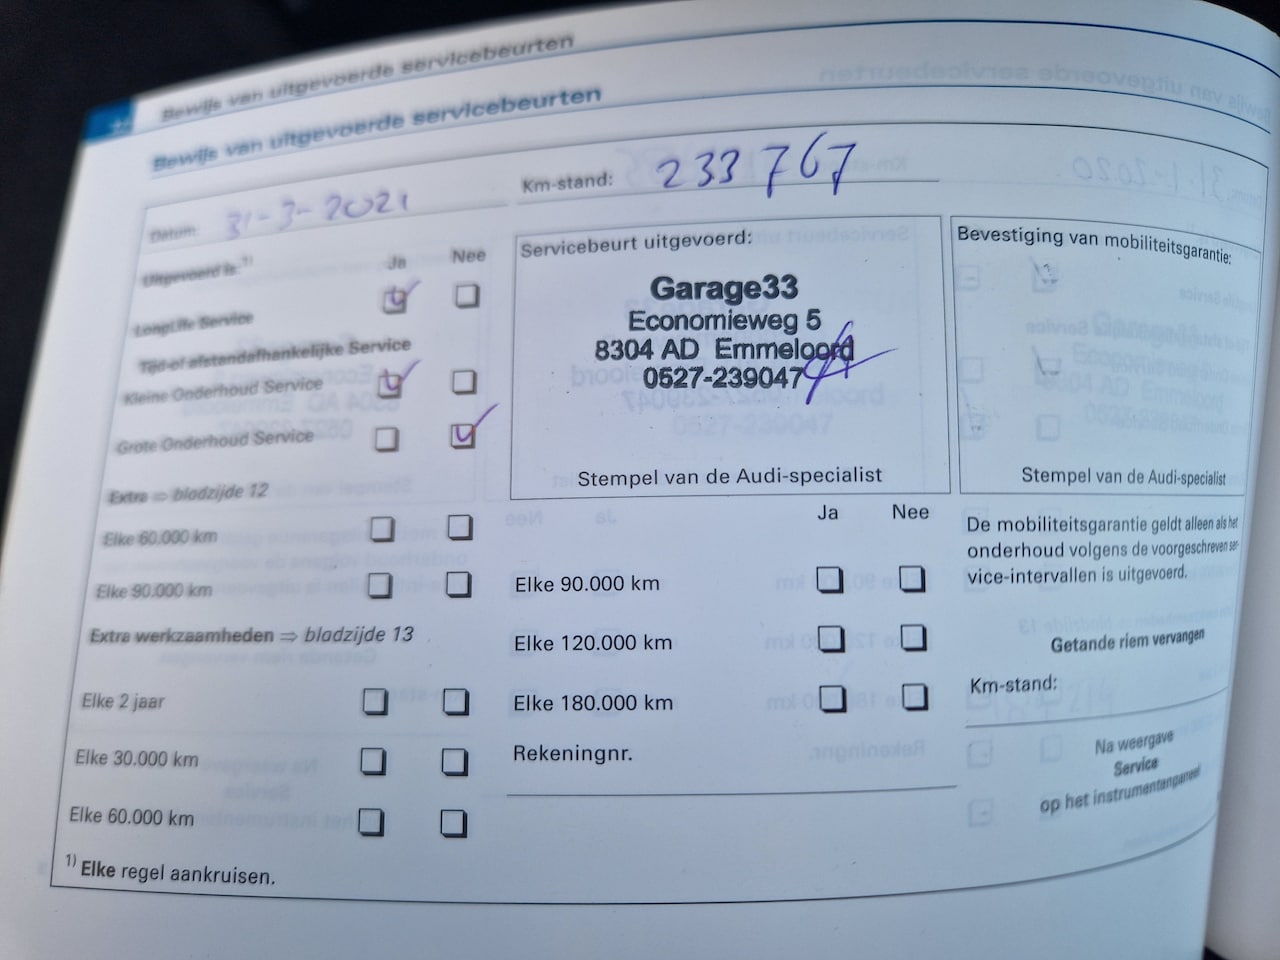 Bewijs van uitgevoerde servicebeurten
Bewijs van uitgevoerde servicebeurten
Datum: 31-3-2021
Km-stand: 233767
Uitgevoerd is: 1)
Ja Nee
LongLife Service
Tijd-of afstandafhankelijke Service
Kleine Onderhoud Service
Grote Onderhoud Service
Extra ⇒ bladzijde 12
Elke 60.000 km
Elke 90.000 km
Extra werkzaamheden ⇒ bladzijde 13
Elke 2 jaar
Elke 30.000 km
Elke 60.000 km
1) Elke regel aankruisen.
Servicebeurt uitgevoerd:
Garage33
Economieweg 5
8304 AD Emmeloord
0527-239047
Stempel van de Audi-specialist
Ja Nee
Elke 90.000 km
Elke 120.000 km
Elke 180.000 km
Rekeningnr.
Bevestiging van mobiliteitsgarantie:
Stempel van de Audi-specialist
De mobiliteitsgarantie geldt alleen als het
onderhoud volgens de voorgeschreven ser-
vice-intervallen is uitgevoerd.
Getande riem vervangen
Km-stand:
Na weergave
Service
op het instrumentenpaneel